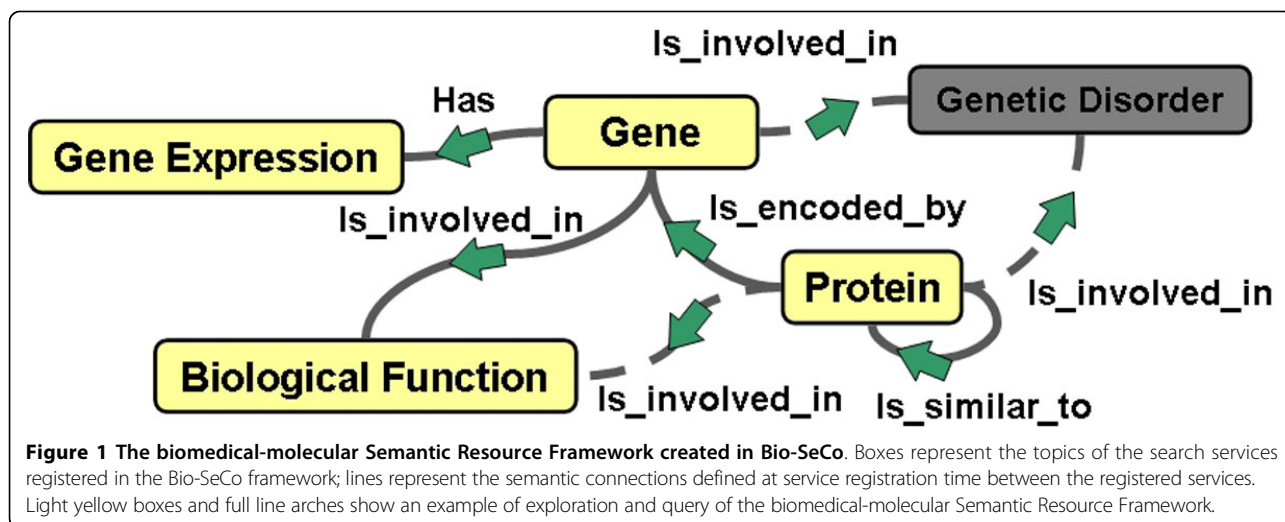 Is_involved_in
Has
Genetic Disorder
Gene
Gene Expression
Is_involved_in
Is_encoded_by
Protein
Is_involved_in
Biological Function
Is_involved_in
Is_similar_to
Figure 1 The biomedical-molecular Semantic Resource Framework created in Bio-SeCo. Boxes represent the topics of the search services
registered in the Bio-SeCo framework; lines represent the semantic connections defined at service registration time between the registered services.
Light yellow boxes and full line arches show an example of exploration and query of the biomedical-molecular Semantic Resource Framework.